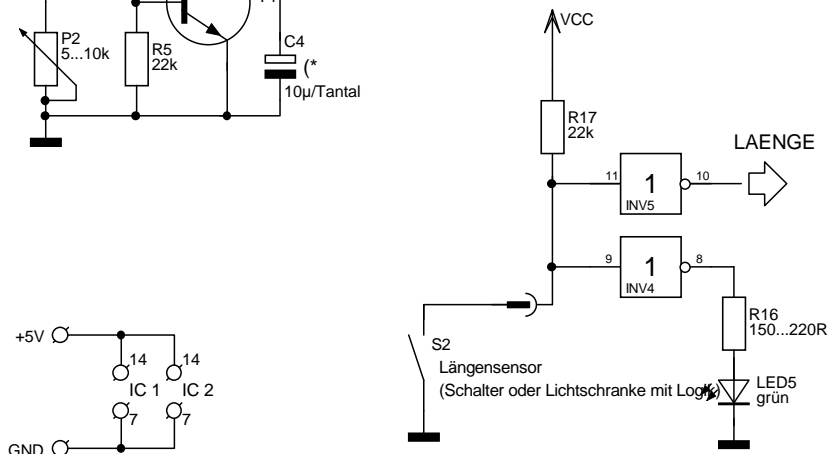 P2
5...10k
R5
22k
C4
(*
10µ/Tantal
VCC
R17
22k
LAENGE
11
1
INV5
10
9
1
INV4
8
R16
150...220R
S2
Längensensor
(Schalter oder Lichtschranke mit Logik)
LED5
grün
+5V
14
14
IC 1
IC 2
7
7
GND